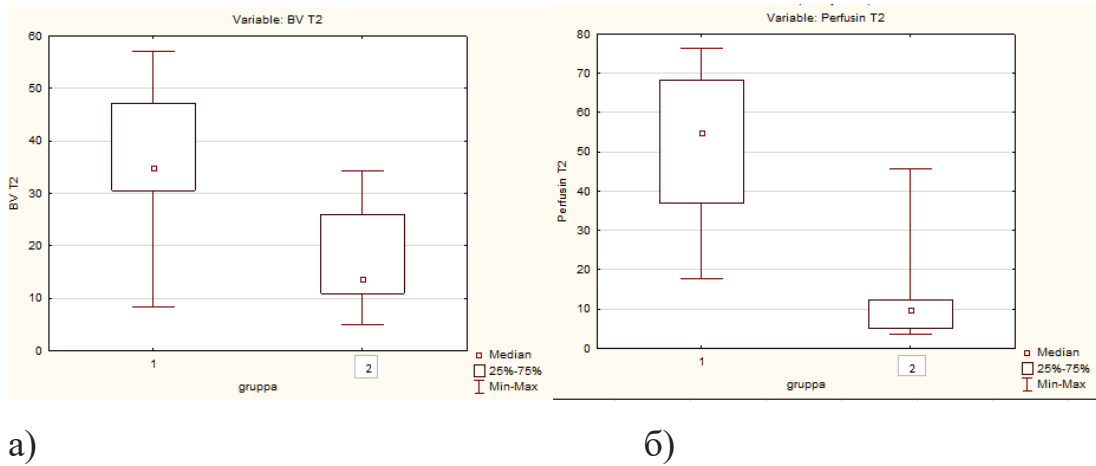 Variable: BV T2
60
50
40
30
20
10
0
BV T2
1
2
gruppa
Median
25%-75%
Min-Max
Variable: Perfusin T2
80
70
60
50
40
30
20
10
0
Perfusin T2
1
2
gruppa
Median
25%-75%
Min-Max
а)
б)